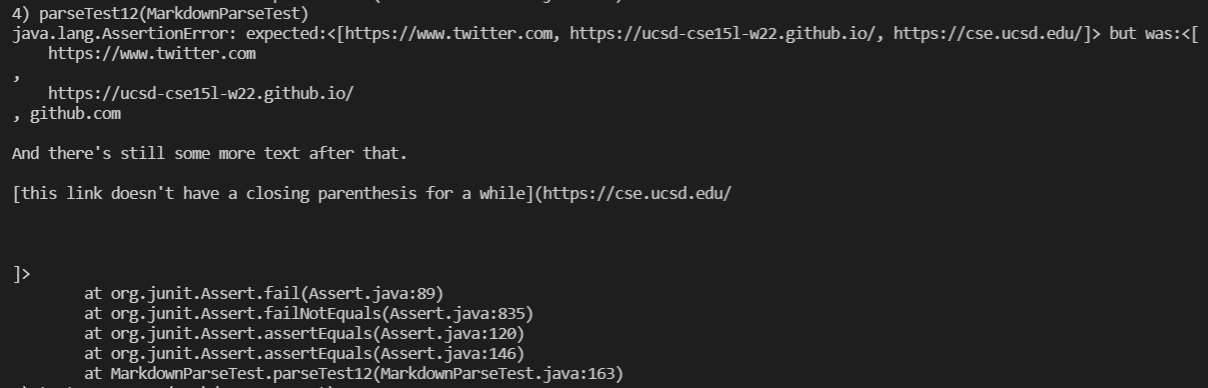 4) parseTest12(MarkdownParseTest)
java.lang.AssertionError: expected:<[https://www.twitter.com, https://ucsd-cse15l-w22.github.io/, https://cse.ucsd.edu/]> but was:<[
https://www.twitter.com
,
https://ucsd-cse15l-w22.github.io/
, github.com
And there's still some more text after that.
[this link doesn't have a closing parenthesis for a while](https://cse.ucsd.edu/
]>
at org.junit.Assert.fail(Assert.java:89)
at org.junit.Assert.failNotEquals(Assert.java:835)
at org.junit.Assert.assertEquals(Assert.java:120)
at org.junit.Assert.assertEquals(Assert.java:146)
at MarkdownParseTest.parseTest12(MarkdownParseTest.java:163)